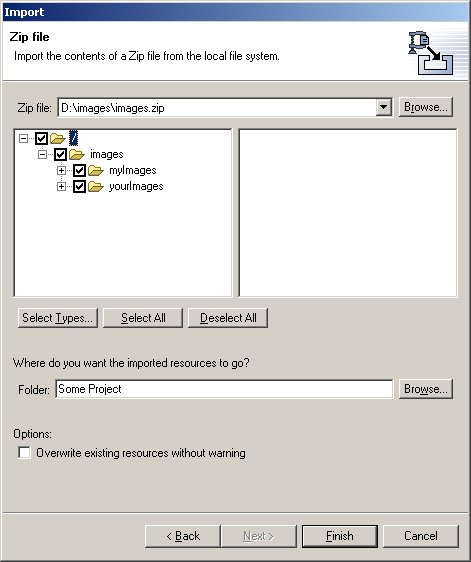 Import
Zip file
Import the contents of a Zip file from the local file system.
Zip file: D:\images\images.zip Browse...
/
images
myImages
yourImages
Select Types... Select All Deselect All
Where do you want the imported resources to go?
Folder: Some Project Browse...
Options:
Overwrite existing resources without warning
< Back Next > Finish Cancel